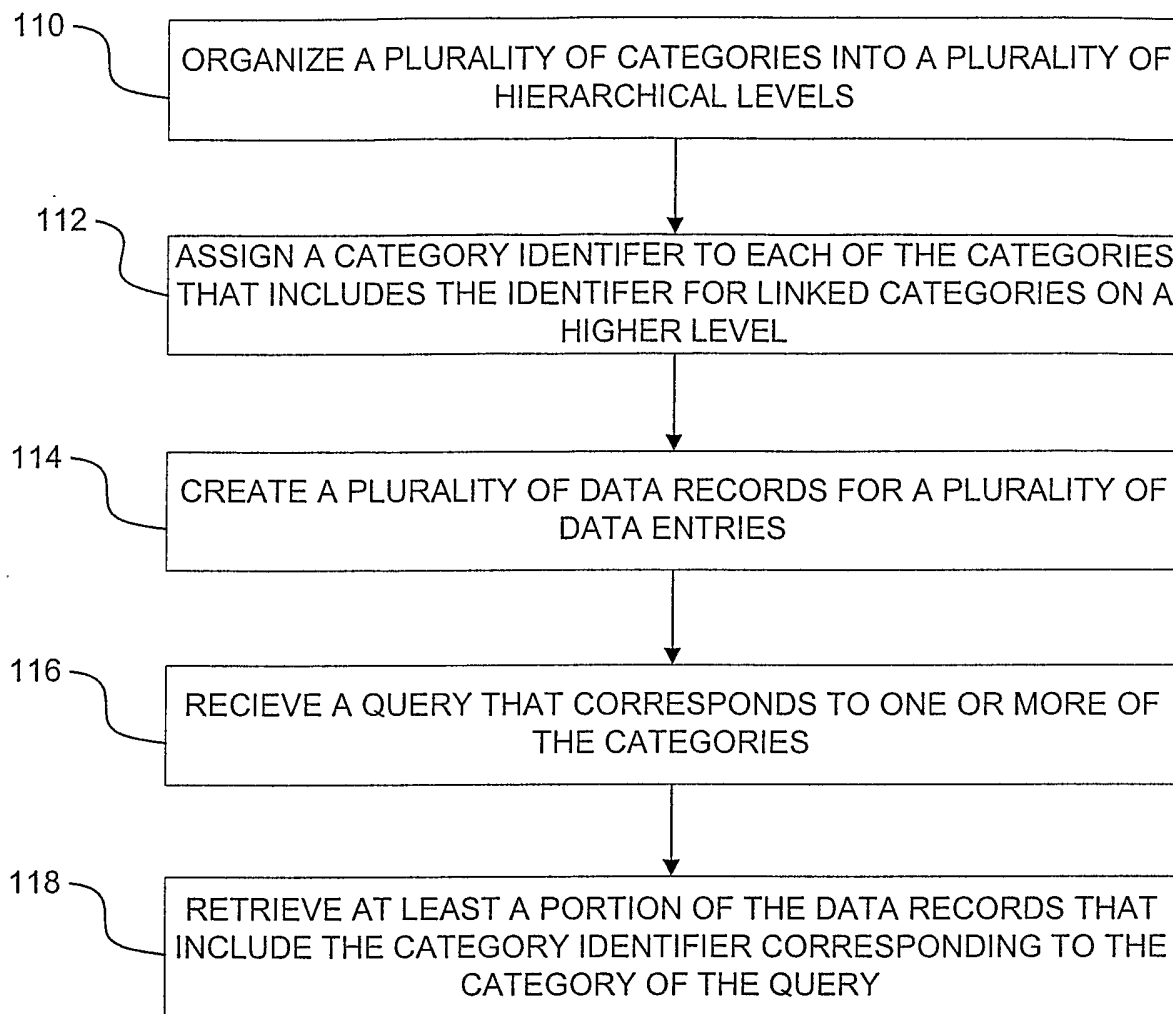 110
ORGANIZE A PLURALITY OF CATEGORIES INTO A PLURALITY OF
HIERARCHICAL LEVELS
112
ASSIGN A CATEGORY IDENTIFER TO EACH OF THE CATEGORIES
THAT INCLUDES THE IDENTIFER FOR LINKED CATEGORIES ON A
HIGHER LEVEL
114
CREATE A PLURALITY OF DATA RECORDS FOR A PLURALITY OF
DATA ENTRIES
116
RECIEVE A QUERY THAT CORRESPONDS TO ONE OR MORE OF
THE CATEGORIES
118
RETRIEVE AT LEAST A PORTION OF THE DATA RECORDS THAT
INCLUDE THE CATEGORY IDENTIFIER CORRESPONDING TO THE
CATEGORY OF THE QUERY